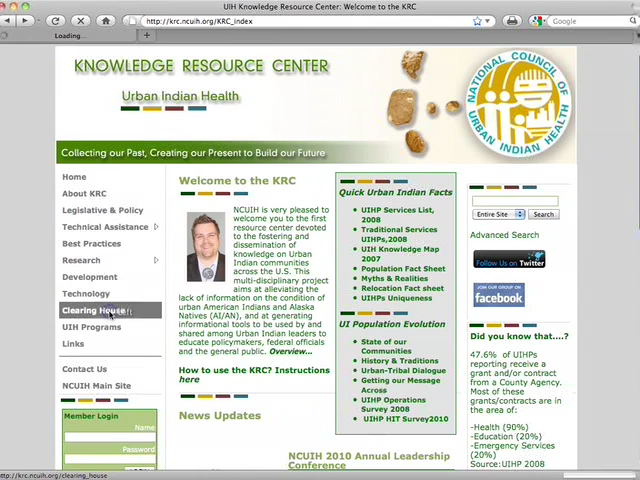 UIH Knowledge Resource Center: Welcome to the KRC
http://krc.ncuih.org/KRC_index
Google
Loading...
KNOWLEDGE RESOURCE CENTER
Urban Indian Health
NATIONAL COUNCIL OF
URBAN INDIAN HEALTH
Collecting our Past, Creating our Present to Build our Future
Home
About KRC
Legislative & Policy
Technical Assistance
Best Practices
Research
Development
Technology
Clearing House
UIH Programs
Links
Contact Us
NCUIH Main Site
Member Login
Name
Password
Welcome to the KRC
NCUIH is very pleased to
welcome you to the first
resource center devoted
to the fostering and
dissemination of
knowledge on Urban
Indian communities
across the U.S. This
multi-disciplinary project
aims at alleviating the
lack of information on the condition of
urban American Indians and Alaska
Natives (AI/AN), and at generating
informational tools to be used by and
shared among Urban Indian leaders to
educate policymakers, federal officials
and the general public. Overview...
How to use the KRC? Instructions
here
News Updates
NCUIH 2010 Annual Leadership
Conference
Quick Urban Indian Facts
UIHP Services List,
2008
Traditional Services
UIHPs,2008
UIH Knowledge Map
2007
Population Fact Sheet
Myths & Realities
Relocation Fact sheet
UIHPs Uniqueness
UI Population Evolution
State of our
Communities
History & Traditions
Urban-Tribal Dialogue
Getting our Message
Across
UIHP Operations
Survey 2008
UIHP HIT Survey2010
Entire Site
Search
Advanced Search
Follow Us on Twitter
JOIN OUR GROUP ON
facebook
Did you know that....?
47.6% of UIHPs
reporting receive a
grant and/or contract
from a County Agency.
Most of these
grants/contracts are in
the area of:
-Health (90%)
-Education (20%)
-Emergency Services
(20%)
Source:UIHP 2008
http://krc.ncuih.org/clearing_house